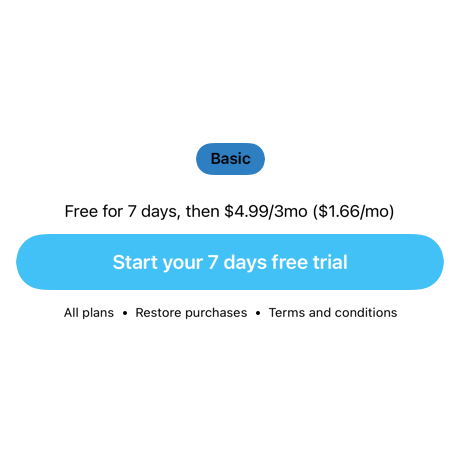 Basic
Free for 7 days, then $4.99/3mo ($1.66/mo)
Start your 7 days free trial
All plans • Restore purchases • Terms and conditions